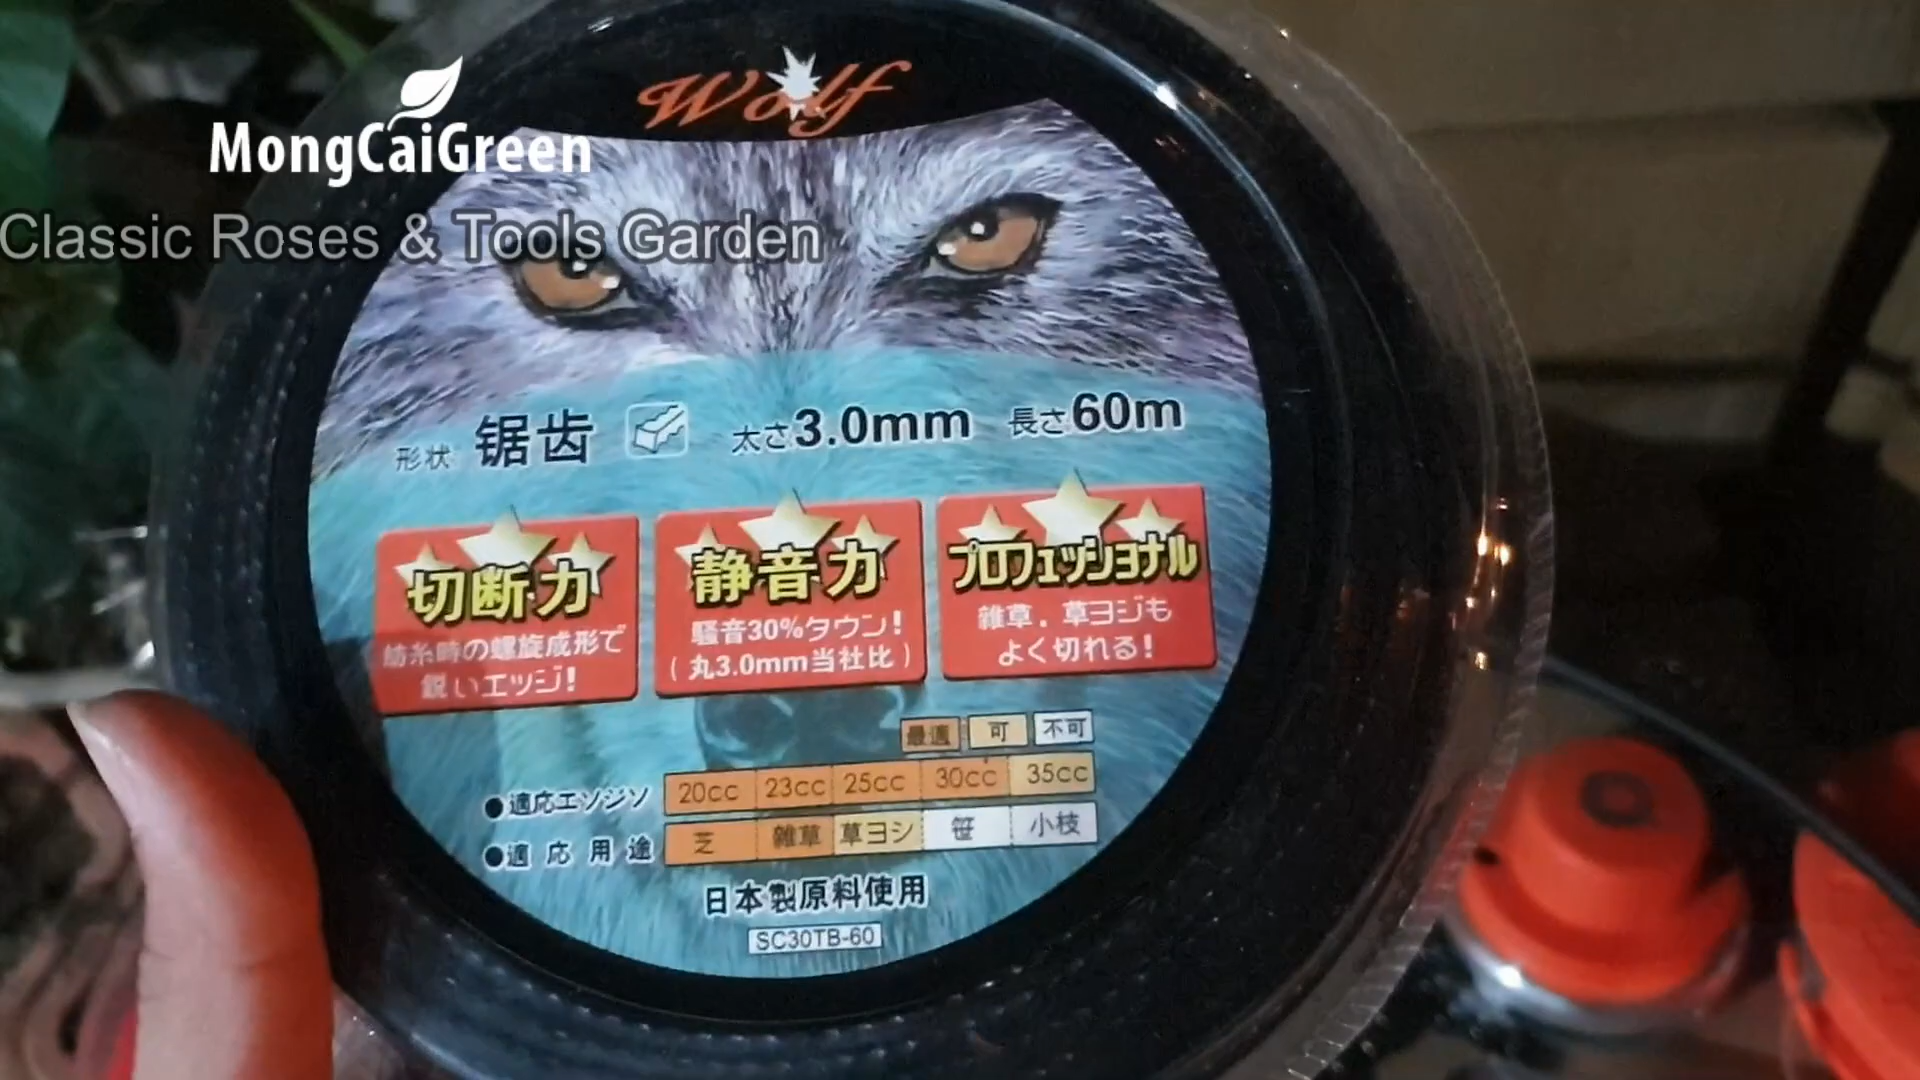 Wolf
MongCaiGreen
Classic Roses & Tools Garden
形状 锯齿 太さ3.0mm 長さ60m
切断力
紡糸時の螺旋成形で
鋭いエッジ!
静音力
騒音30%タウン!
(丸3.0mm当社比)
プロフェッショナル
雑草．草ヨジも
よく切れる!
最適 可 不可
●適応エソジソ 20cc 23cc 25cc 30cc 35cc
●適応用途 芝 雑草 草ヨシ 笹 小枝
日本製原料使用
SC30TB-60